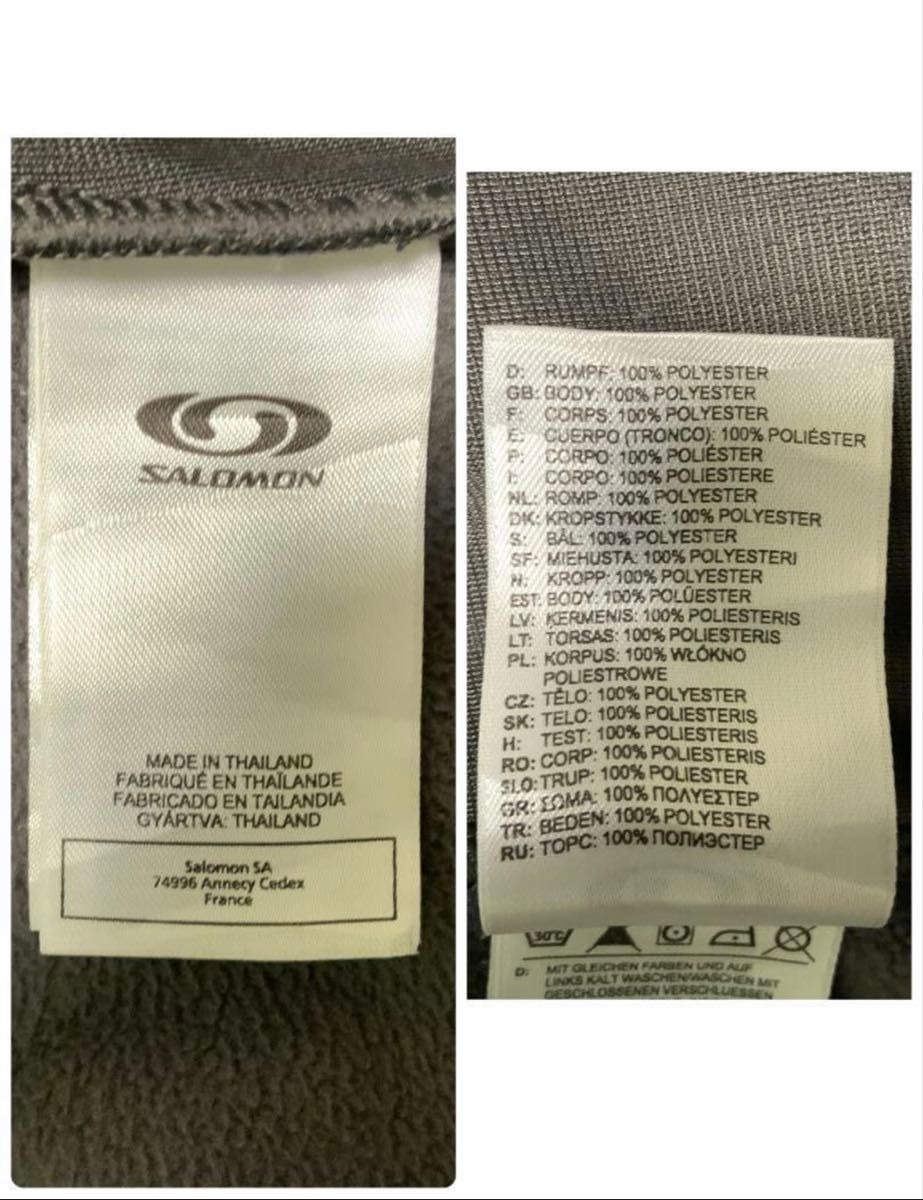 SALOMON
MADE IN THAILAND
FABRIQUÉ EN THAÏLANDE
FABRICADO EN TAILANDIA
GYÁRTVA: THAILAND
Salomon SA
74996 Annecy Cedex
France
D: RUMPF: 100% POLYESTER
GB: BODY: 100% POLYESTER
F: CORPS: 100% POLYESTER
E: CUERPO (TRONCO): 100% POLIÉSTER
P: CORPO: 100% POLIÉSTER
I: CORPO: 100% POLIESTERE
NL: ROMP: 100% POLYESTER
DK: KROPSTYKKE: 100% POLYESTER
S: BÅL: 100% POLYESTER
SF: MIEHUSTA: 100% POLYESTERI
N: KROPP: 100% POLYESTER
EST: BODY: 100% POLÜESTER
LV: ĶERMENIS: 100% POLIESTERIS
LT: TORSAS: 100% POLIESTERIS
PL: KORPUS: 100% WŁÓKNO
POLIESTROWE
CZ: TĚLO: 100% POLYESTER
SK: TELO: 100% POLIESTERIS
H: TEST: 100% POLIESTERIS
RO: CORP: 100% POLIESTERIS
SLO: TRUP: 100% POLIESTER
GR: ΣΩΜΑ: 100% ΠΟΛΥΕΣΤΕΡ
TR: BEDEN: 100% POLYESTER
RU: ТОРС: 100% ПОЛИЭСТЕР
30°C
D: MIT GLEICHEN FARBEN UND AUF
LINKS KALT WASCHEN/WASCHEN MIT
GESCHLOSSENEN VERSCHLUESSEN